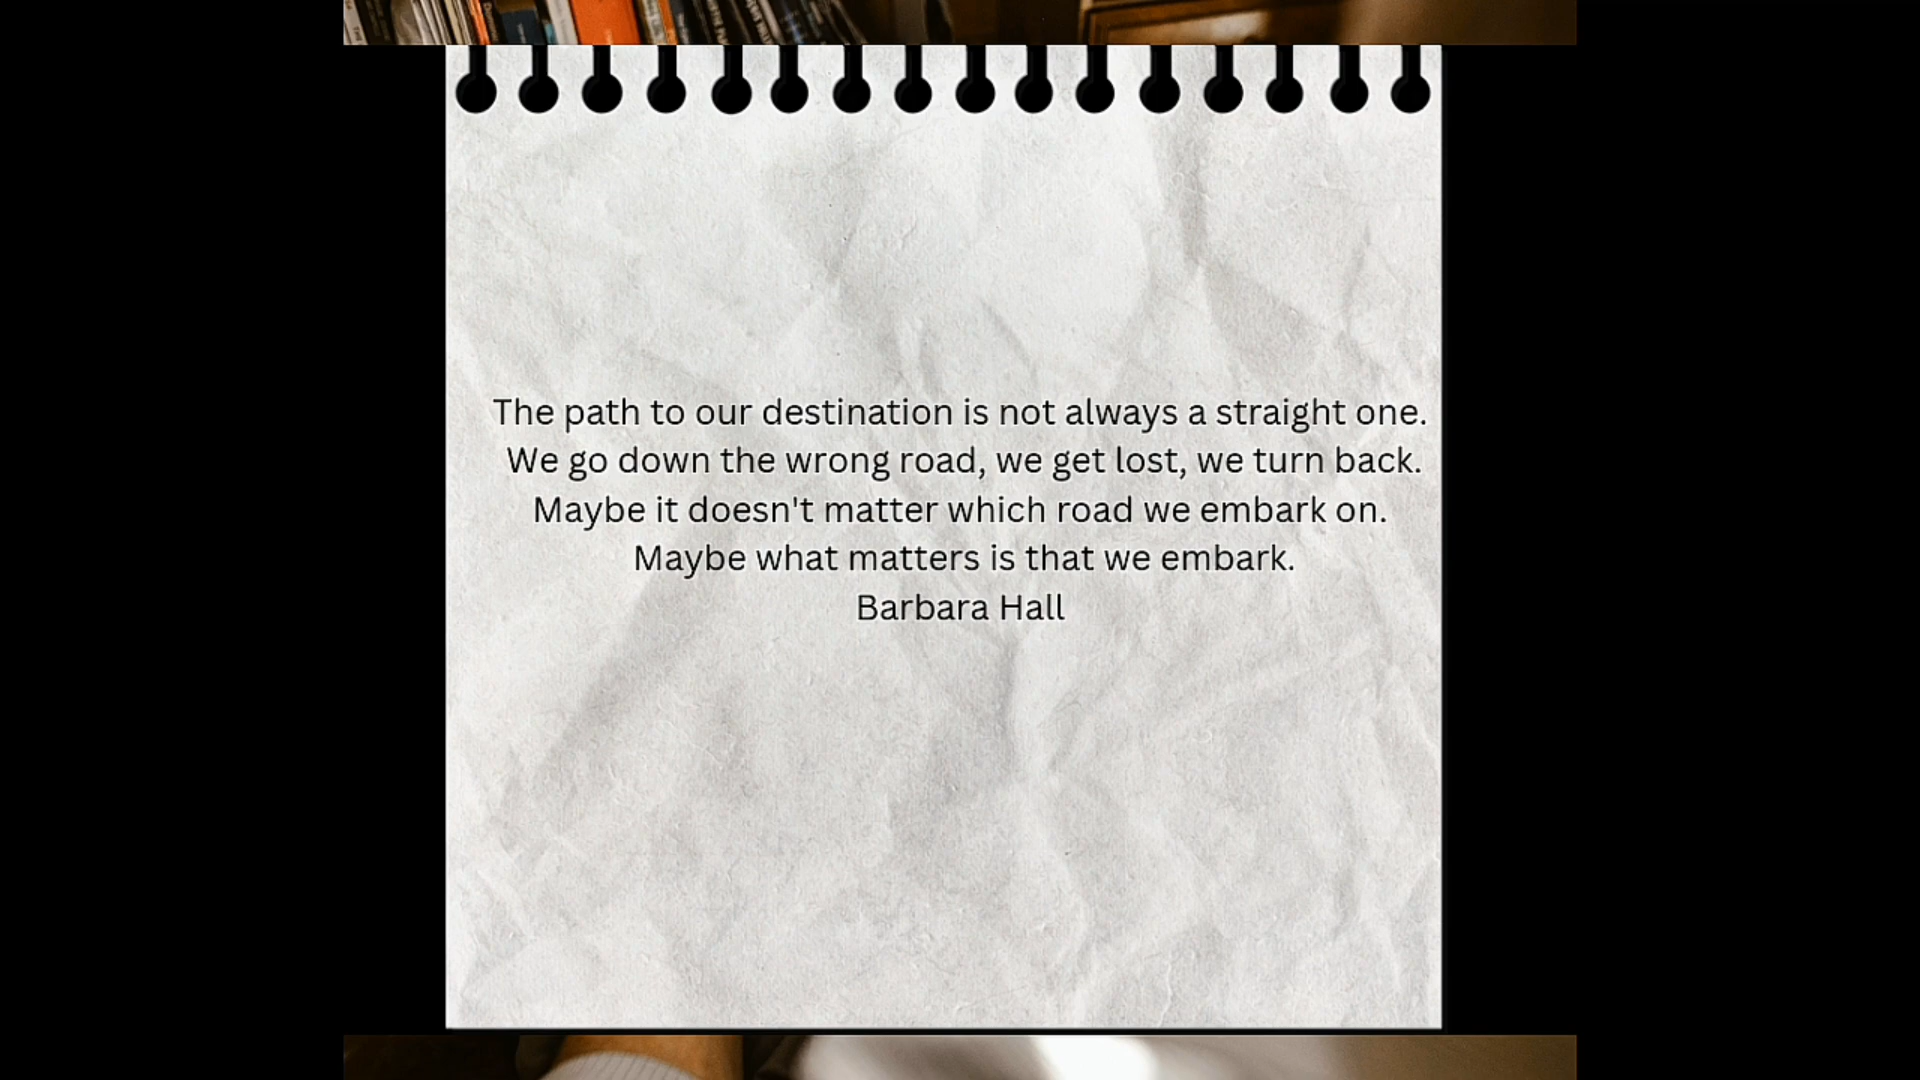 The path to our destination is not always a straight one.
We go down the wrong road, we get lost, we turn back.
Maybe it doesn't matter which road we embark on.
Maybe what matters is that we embark.
Barbara Hall